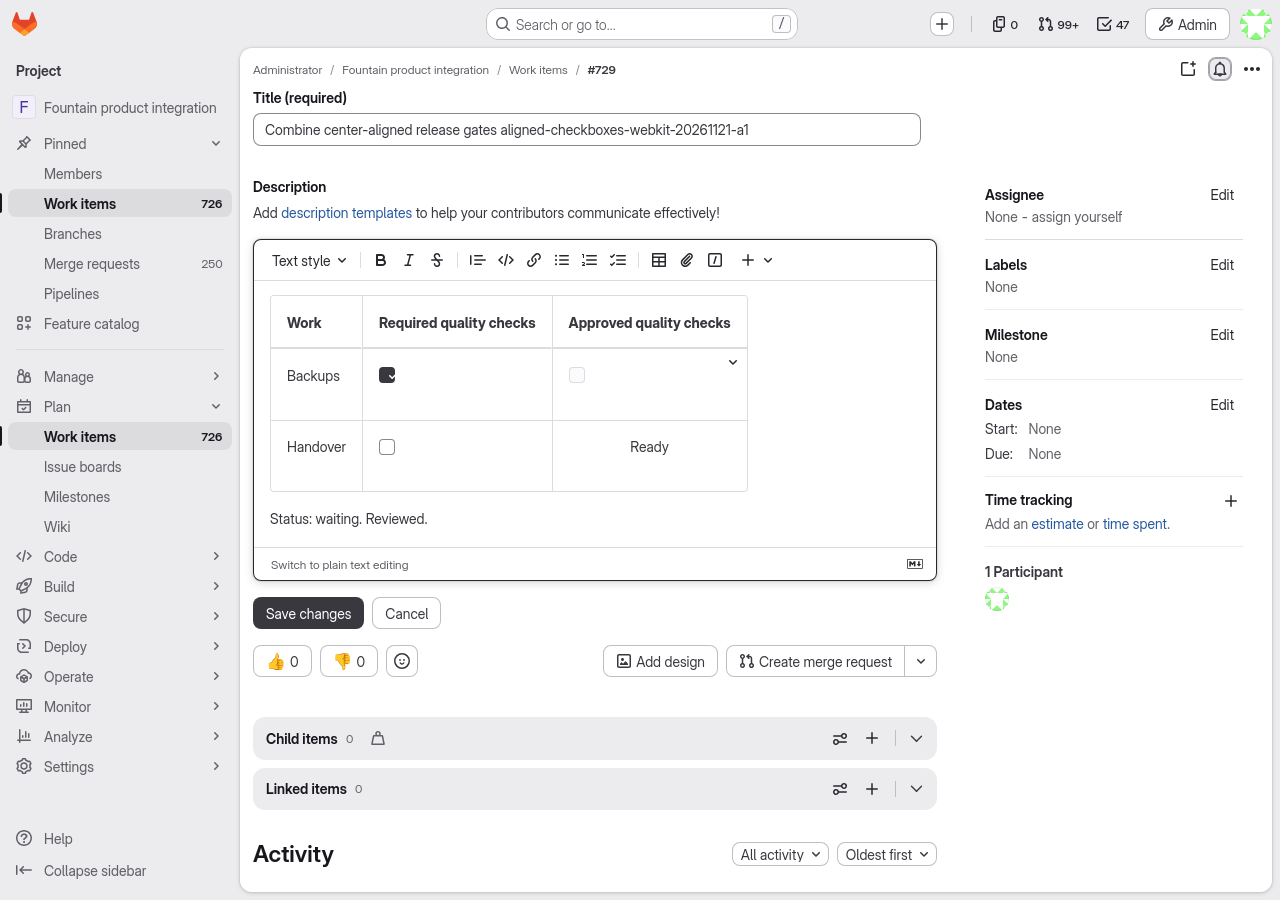 Search or go to...
/
0
99+
47
Admin
Project
F
Fountain product integration
Pinned
Members
Work items 726
Branches
Merge requests 250
Pipelines
Feature catalog
Manage
Plan
Work items 726
Issue boards
Milestones
Wiki
Code
Build
Secure
Deploy
Operate
Monitor
Analyze
Settings
Help
Collapse sidebar
Administrator / Fountain product integration / Work items / #729
Title (required)
Combine center-aligned release gates aligned-checkboxes-webkit-20261121-a1
Description
Add description templates to help your contributors communicate effectively!
Text style
Work Required quality checks Approved quality checks
Backups
Handover Ready
Status: waiting. Reviewed.
Switch to plain text editing
Save changes Cancel
👍 0 👎 0
Add design Create merge request
Child items 0
Linked items 0
Activity
All activity Oldest first
Assignee Edit
None - assign yourself
Labels Edit
None
Milestone Edit
None
Dates Edit
Start: None
Due: None
Time tracking
Add an estimate or time spent.
1 Participant